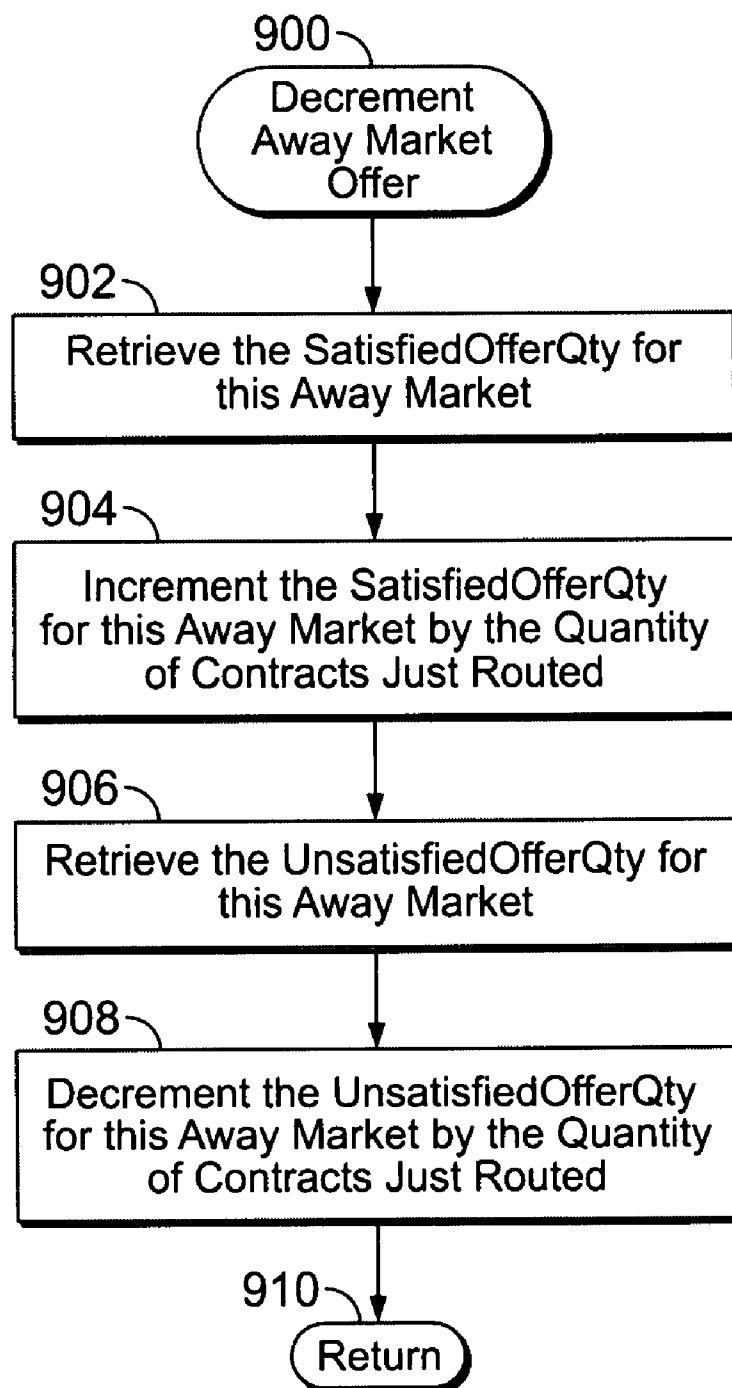 900
Decrement
Away Market
Offer
902
Retrieve the SatisfiedOfferQty for
this Away Market
904
Increment the SatisfiedOfferQty
for this Away Market by the Quantity
of Contracts Just Routed
906
Retrieve the UnsatisfiedOfferQty for
this Away Market
908
Decrement the UnsatisfiedOfferQty
for this Away Market by the Quantity
of Contracts Just Routed
910
Return